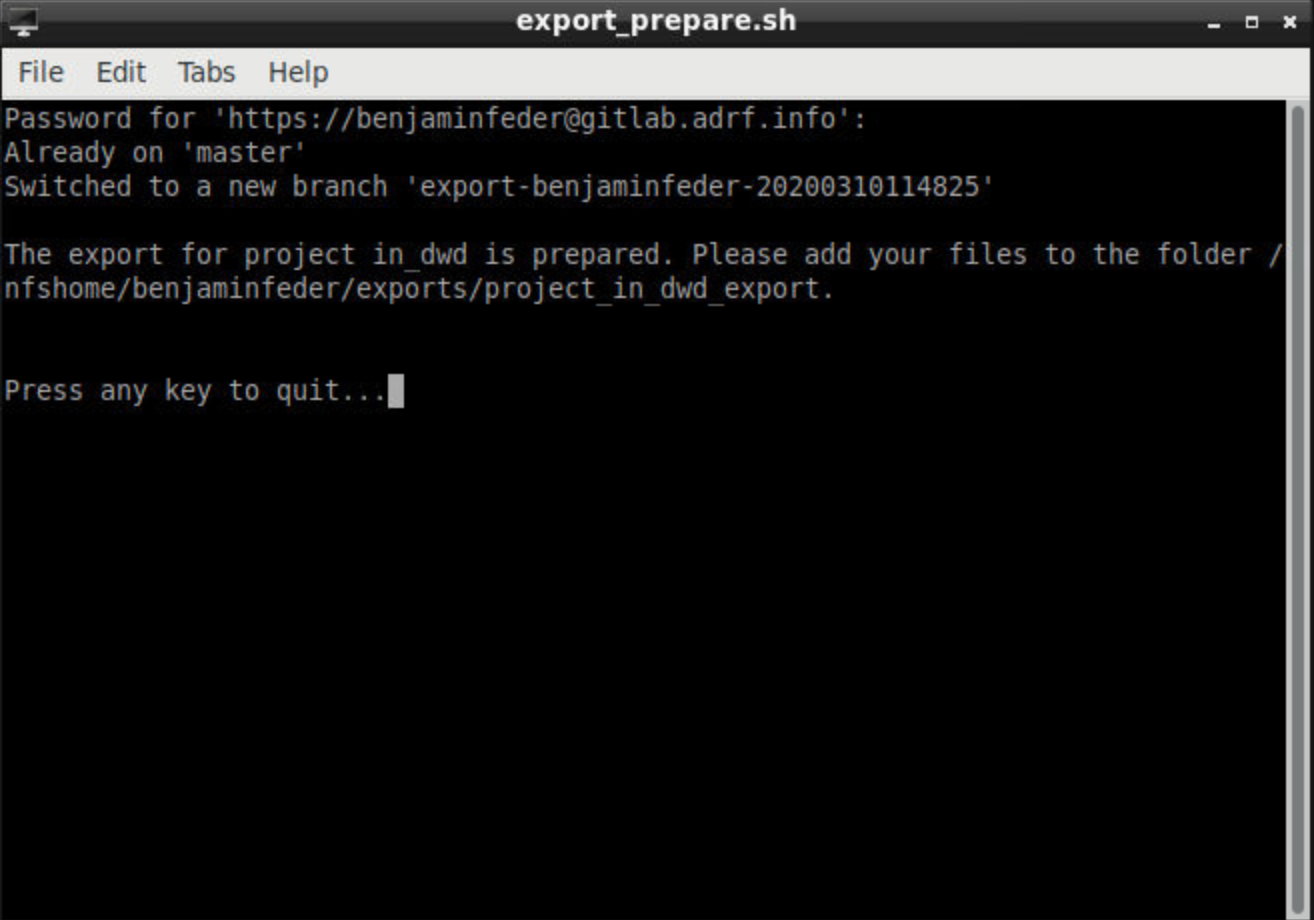 export_prepare.sh
File Edit Tabs Help
Password for 'https://benjaminfeder@gitlab.adrf.info':
Already on 'master'
Switched to a new branch 'export-benjaminfeder-20200310114825'
The export for project in_dwd is prepared. Please add your files to the folder /
nfshome/benjaminfeder/exports/project_in_dwd_export.
Press any key to quit...